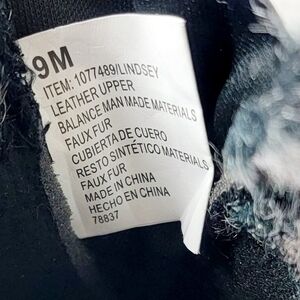 9M
ITEM: 1077489/LINDSEY
LEATHER UPPER
BALANCE MAN MADE MATERIALS
FAUX FUR
CUBIERTA DE CUERO
RESTO SINTÉTICO MATERIALS
FAUX FUR
MADE IN CHINA
HECHO EN CHINA
78837